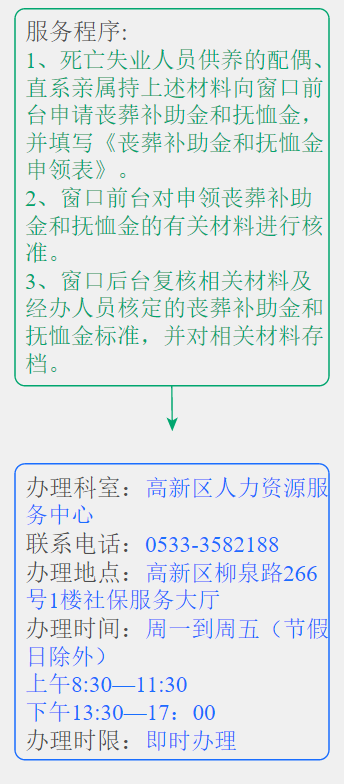 服务程序:
1、死亡失业人员供养的配偶、
直系亲属持上述材料向窗口前
台申请丧葬补助金和抚恤金，
并填写《丧葬补助金和抚恤金
申领表》。
2、窗口前台对申领丧葬补助
金和抚恤金的有关材料进行核
准。
3、窗口后台复核相关材料及
经办人员核定的丧葬补助金和
抚恤金标准，并对相关材料存
档。
办理科室：高新区人力资源服
务中心
联系电话：0533-3582188
办理地点：高新区柳泉路266
号1楼社保服务大厅
办理时间：周一到周五（节假
日除外）
上午8:30—11:30
下午13:30—17：00
办理时限：即时办理